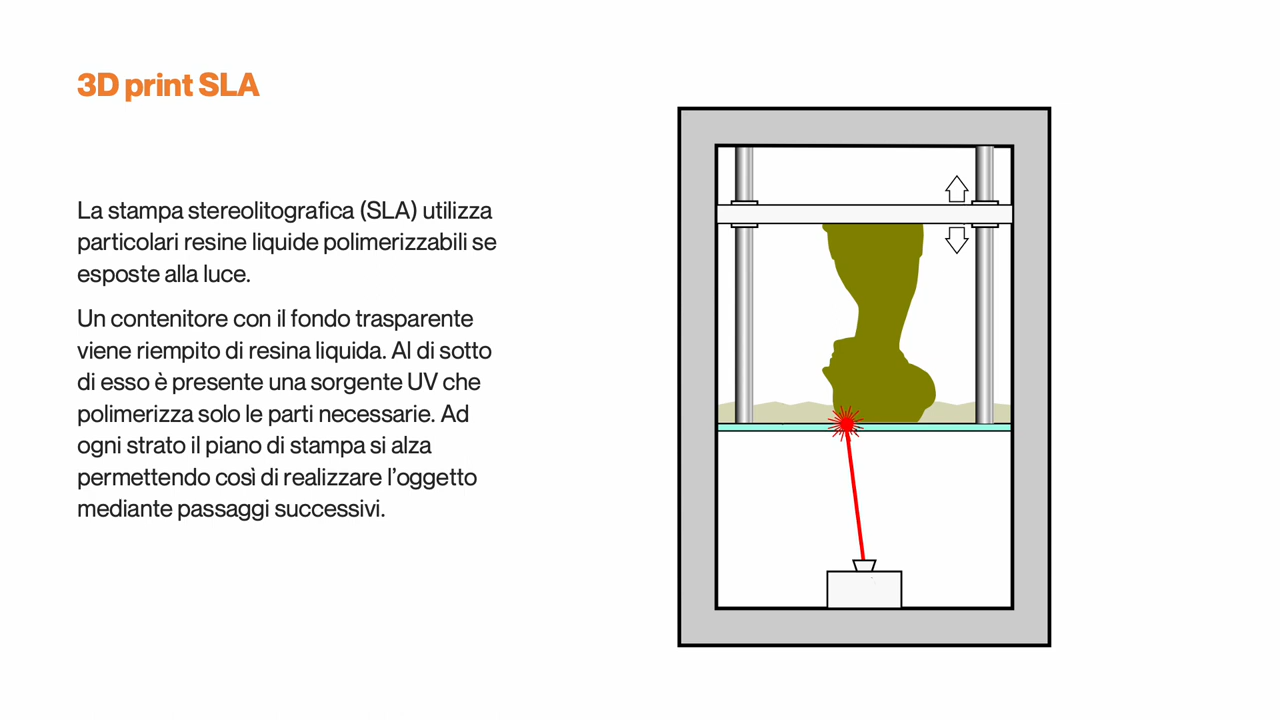 3D print SLA
La stampa stereolitografica (SLA) utilizza
particolari resine liquide polimerizzabili se
esposte alla luce.
Un contenitore con il fondo trasparente
viene riempito di resina liquida. Al di sotto
di esso è presente una sorgente UV che
polimerizza solo le parti necessarie. Ad
ogni strato il piano di stampa si alza
permettendo così di realizzare l’oggetto
mediante passaggi successivi.